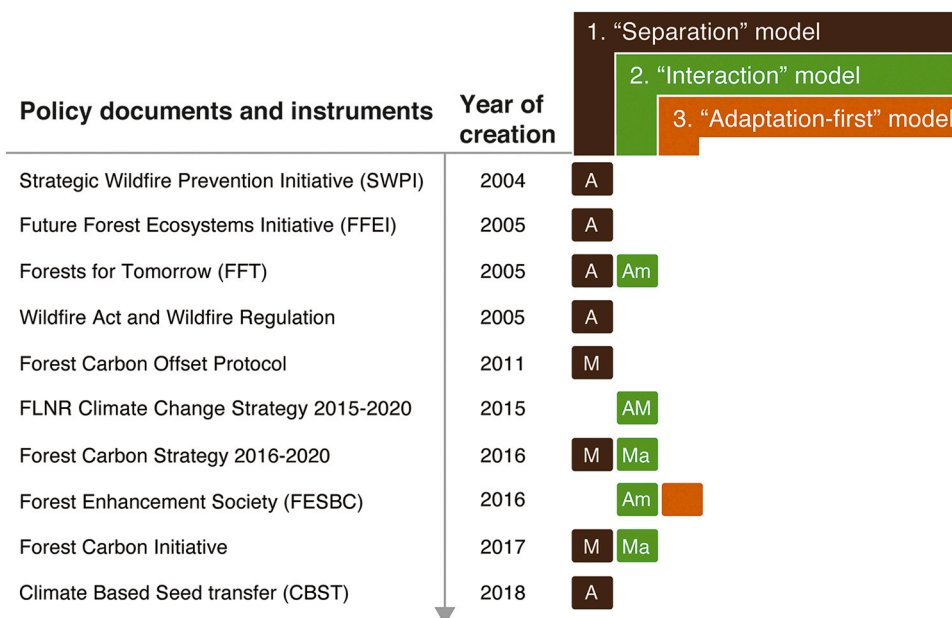 1. “Separation” model
2. “Interaction” model
3. “Adaptation-first” model
Policy documents and instruments
Year of
creation
Strategic Wildfire Prevention Initiative (SWPI) 2004 A
Future Forest Ecosystems Initiative (FFEI) 2005 A
Forests for Tomorrow (FFT) 2005 A Am
Wildfire Act and Wildfire Regulation 2005 A
Forest Carbon Offset Protocol 2011 M
FLNR Climate Change Strategy 2015-2020 2015 AM
Forest Carbon Strategy 2016-2020 2016 M Ma
Forest Enhancement Society (FESBC) 2016 Am
Forest Carbon Initiative 2017 M Ma
Climate Based Seed transfer (CBST) 2018 A